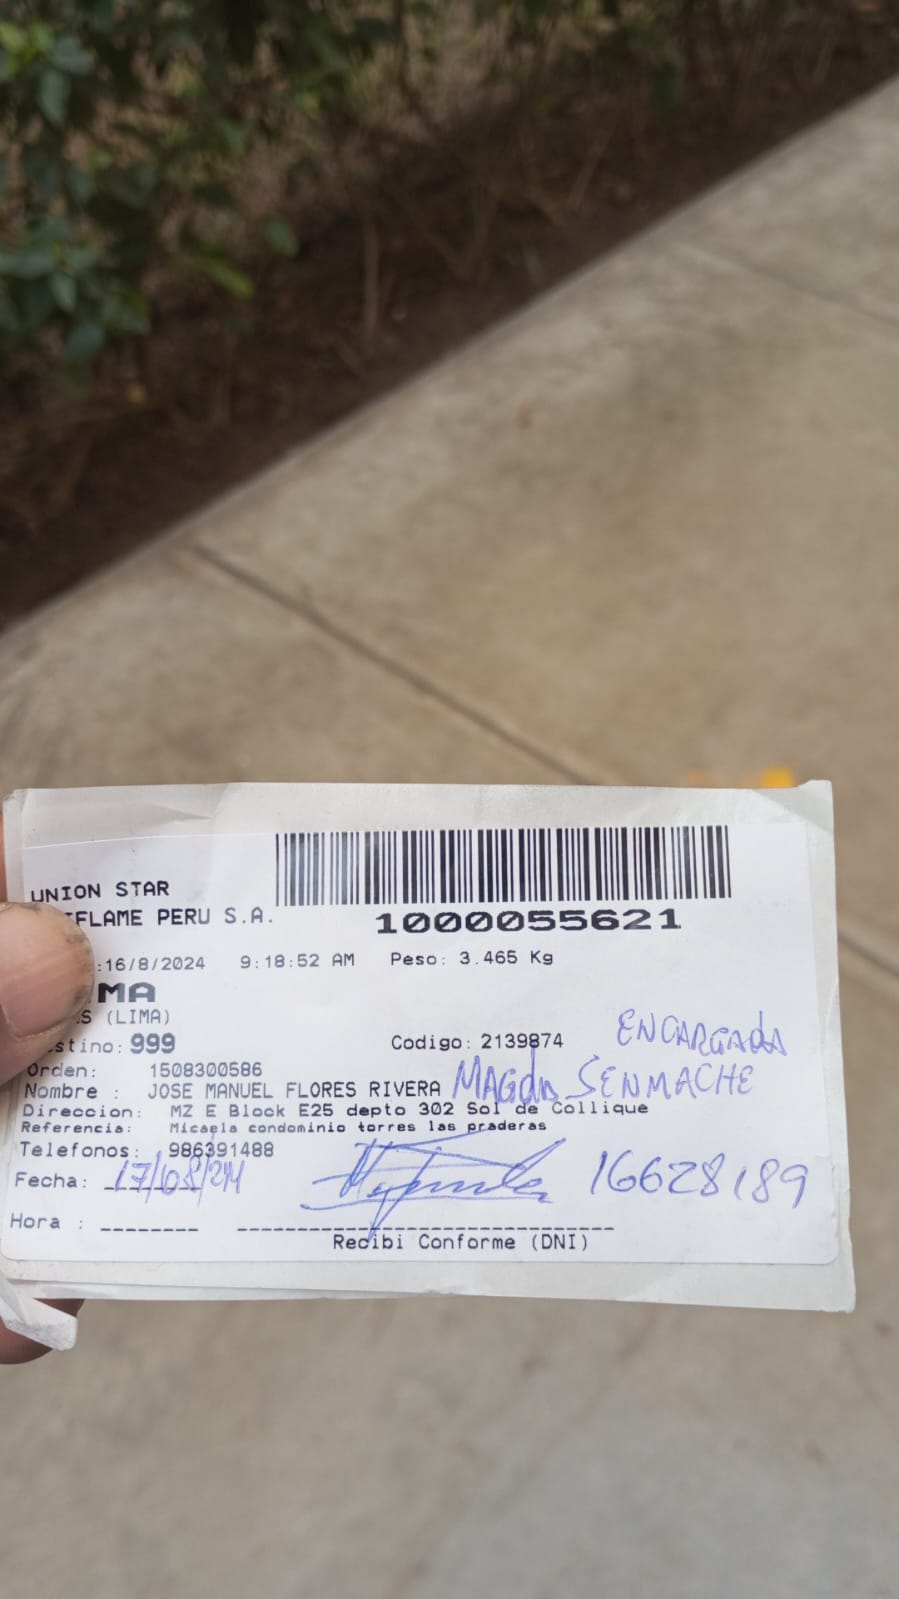 UNION STAR
FLAME PERU S.A.
1000055621
:16/8/2024 9:18:52 AM Peso: 3.465 Kg
MA
S (LIMA)
stino: 999 Codigo: 2139874 ENCARGADA
Orden: 1508300586
Nombre : JOSE MANUEL FLORES RIVERA MAGda SENMACHE
Direccion: MZ E Block E25 depto 302 Sol de Collique
Referencia: Micaela condominio torres las praderas
Telefonos: 986391488
Fecha: 17/08/24 16628189
Hora :
Recibi Conforme (DNI)